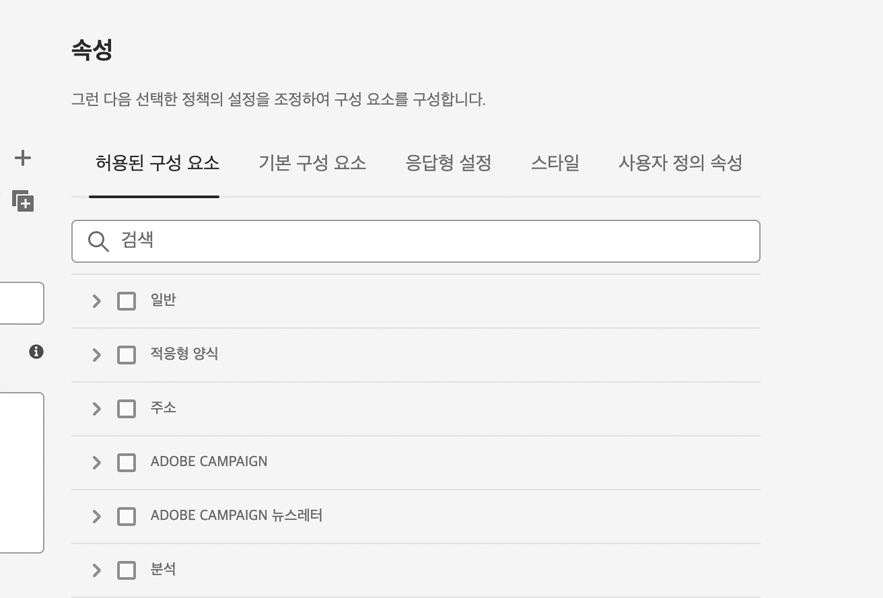 속성
그런 다음 선택한 정책의 설정을 조정하여 구성 요소를 구성합니다.
허용된 구성 요소 기본 구성 요소 응답형 설정 스타일 사용자 정의 속성
검색
일반
적응형 양식
주소
ADOBE CAMPAIGN
ADOBE CAMPAIGN 뉴스레터
분석